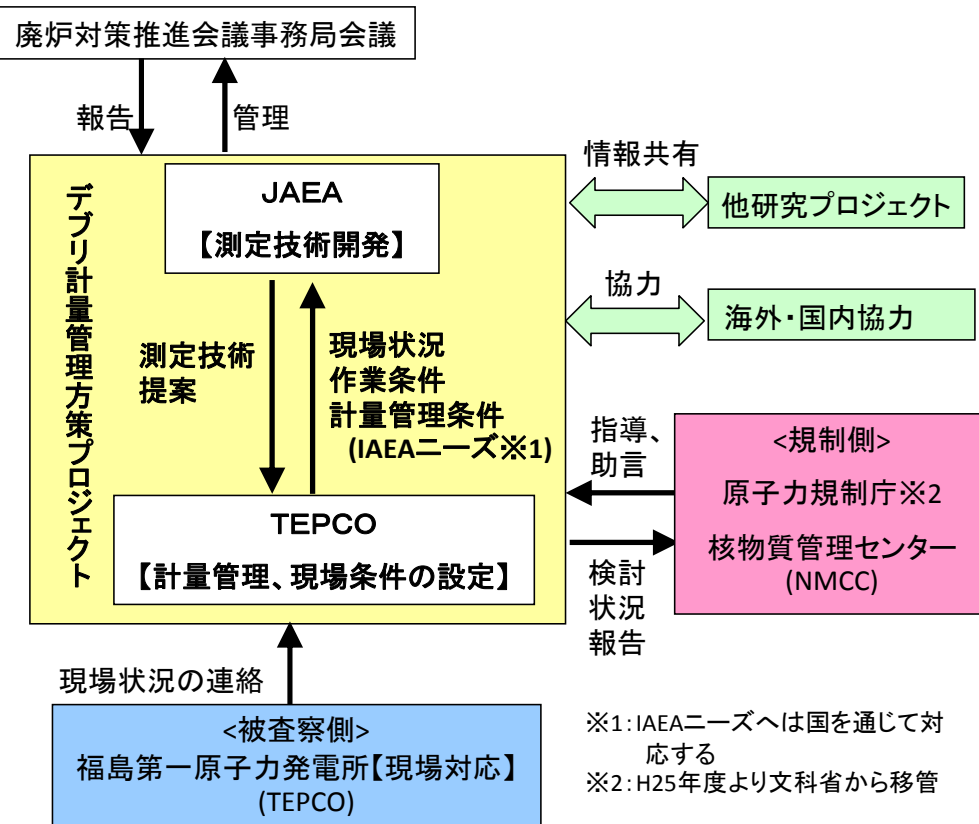 廃炉対策推進会議事務局会議
報告
管理
デブリ計量管理方策プロジェクト
JAEA
【測定技術開発】
測定技術
提案
現場状況
作業条件
計量管理条件
(IAEAニーズ※1)
TEPCO
【計量管理、現場条件の設定】
情報共有
他研究プロジェクト
協力
海外・国内協力
指導、
助言
<規制側>
原子力規制庁※2
核物質管理センター
(NMCC)
検討
状況
報告
現場状況の連絡
<被査察側>
福島第一原子力発電所【現場対応】
(TEPCO)
※1:IAEAニーズへは国を通じて対
応する
※2:H25年度より文科省から移管